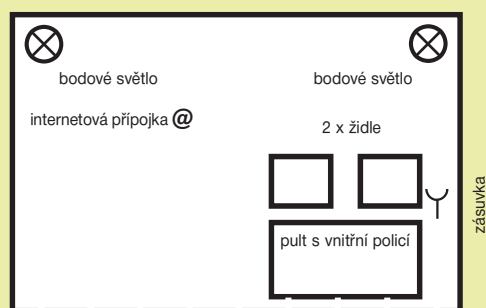 bodové světlo
bodové světlo
internetová přípojka @
2 x židle
zásuvka
pult s vnitřní policí